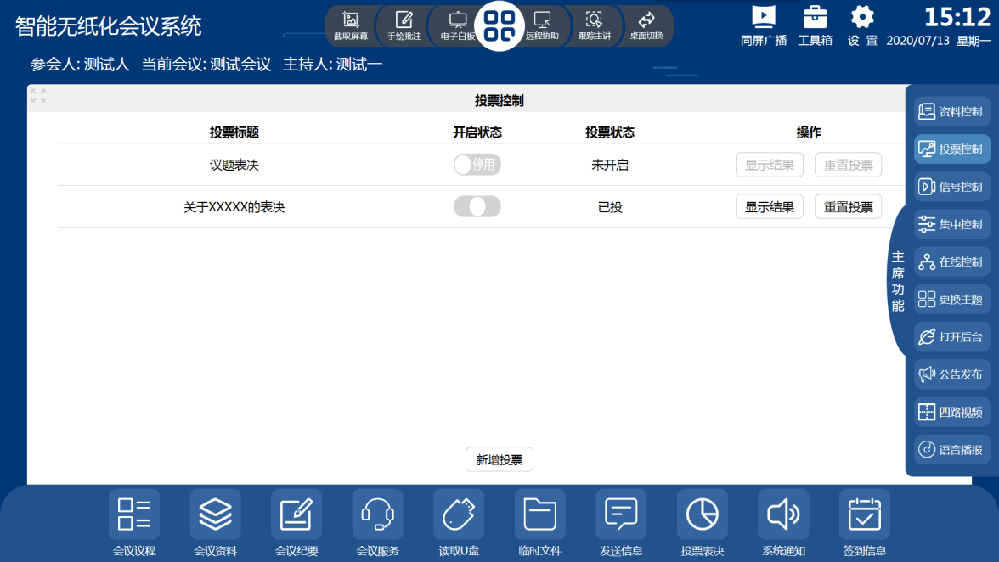 智能无纸化会议系统
截取屏幕 手绘批注 电子白板 远程协助 跟踪主讲 桌面切换
同屏广播 工具箱 设 置
15:12
2020/07/13 星期一
参会人: 测试人 当前会议: 测试会议 主持人: 测试一
投票控制
投票标题 开启状态 投票状态 操作
议题表决 停用 未开启 显示结果 重置投票
关于XXXXX的表决 已投 显示结果 重置投票
新增投票
主席功能
资料控制
投票控制
信号控制
集中控制
在线控制
更换主题
打开后台
公告发布
四路视频
语音播报
会议议程 会议资料 会议纪要 会议服务 读取U盘 临时文件 发送信息 投票表决 系统通知 签到信息